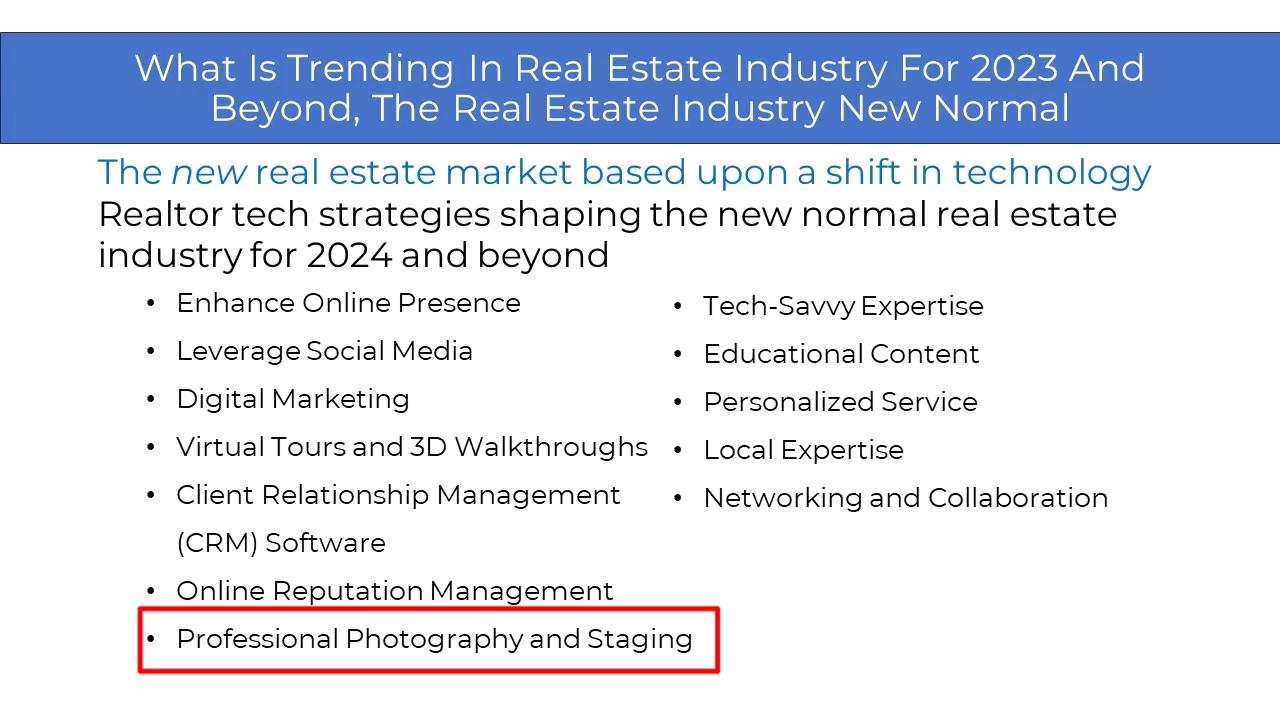 What Is Trending In Real Estate Industry For 2023 And
Beyond, The Real Estate Industry New Normal
The new real estate market based upon a shift in technology
Realtor tech strategies shaping the new normal real estate
industry for 2024 and beyond
• Enhance Online Presence
• Leverage Social Media
• Digital Marketing
• Virtual Tours and 3D Walkthroughs
• Client Relationship Management
(CRM) Software
• Online Reputation Management
• Professional Photography and Staging
• Tech-Savvy Expertise
• Educational Content
• Personalized Service
• Local Expertise
• Networking and Collaboration